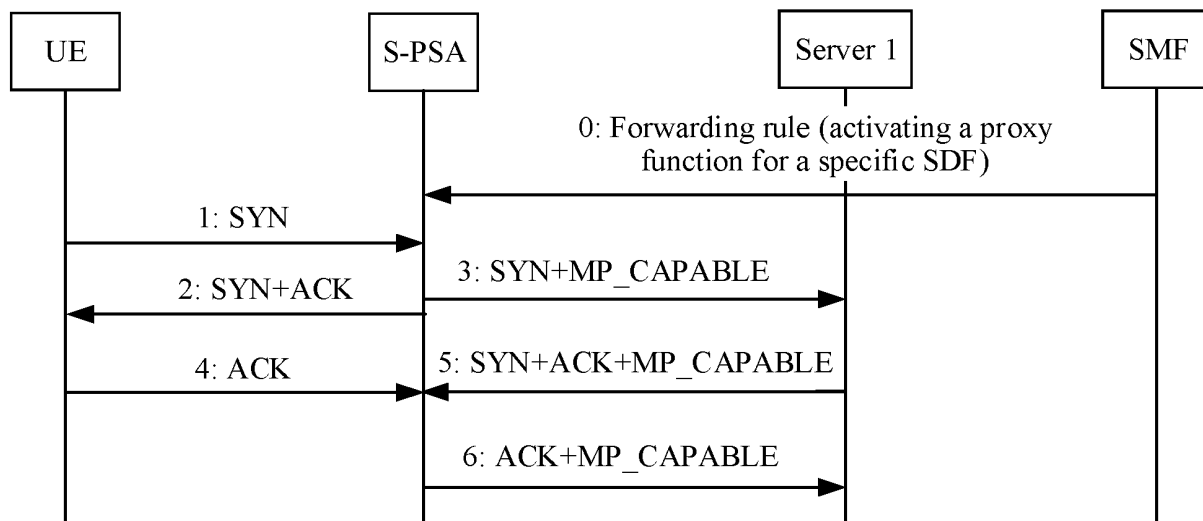 UE
S-PSA
Server 1
SMF
0: Forwarding rule (activating a proxy
function for a specific SDF)
1: SYN
3: SYN+MP_CAPABLE
2: SYN+ACK
5: SYN+ACK+MP_CAPABLE
4: ACK
6: ACK+MP_CAPABLE